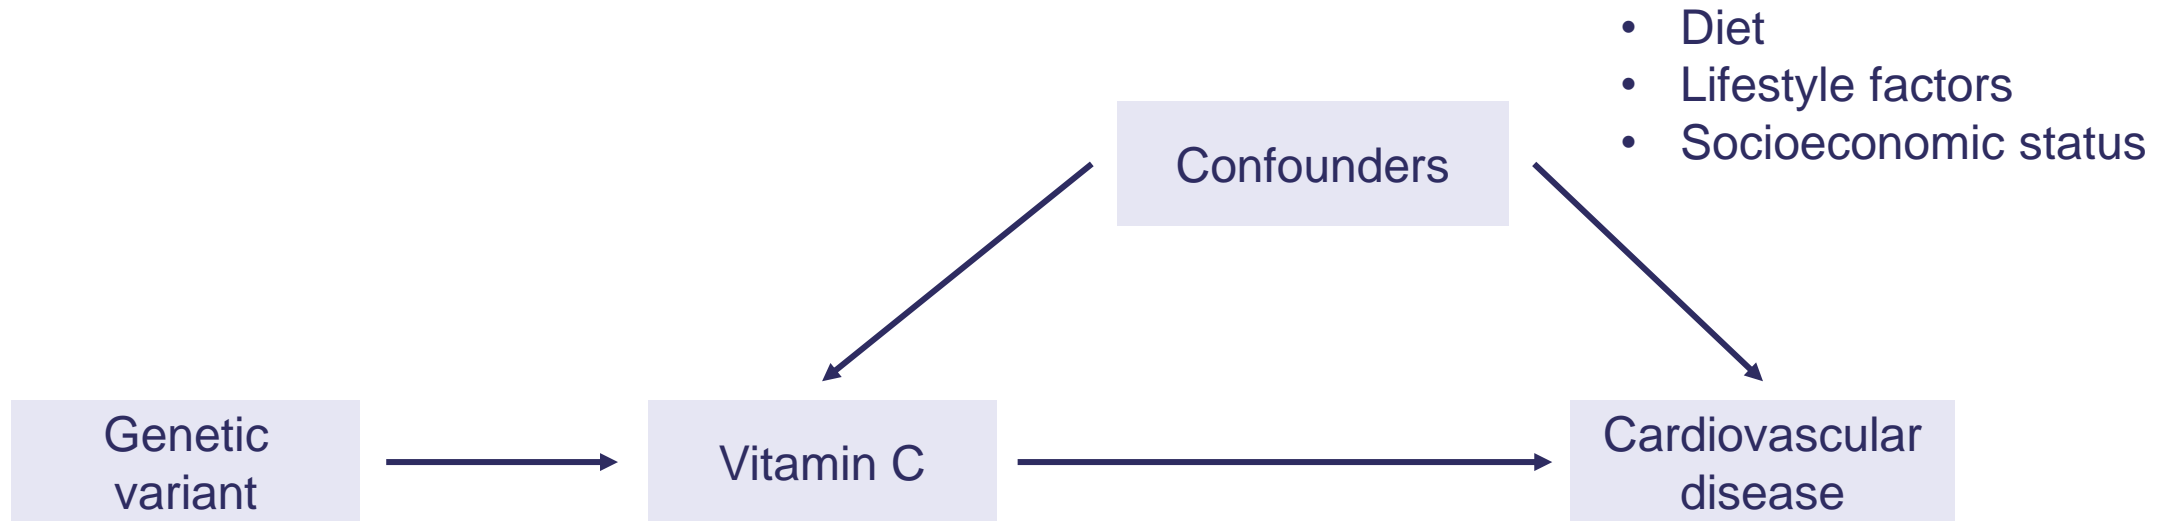 • Diet
• Lifestyle factors
• Socioeconomic status
Confounders
Genetic
variant
Vitamin C
Cardiovascular
disease